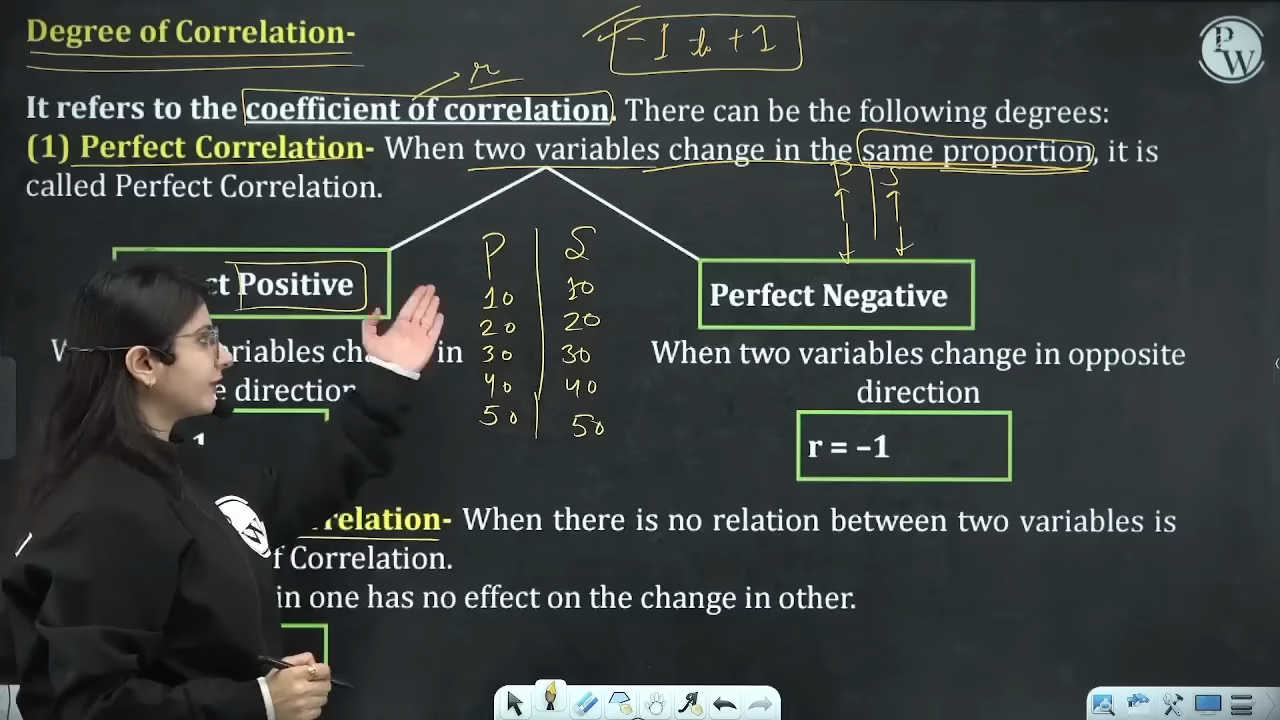 Degree of Correlation-
-1 to +1
r
It refers to the coefficient of correlation. There can be the following degrees:
(1) Perfect Correlation- When two variables change in the same proportion, it is
called Perfect Correlation.
P S
P S
10 10
20 20
30 30
40 40
50 50
Positive
Perfect Negative
in
direction
When two variables change in opposite
direction
1
r = –1
When there is no relation between two variables is
Correlation.
in one has no effect on the change in other.
PW
W